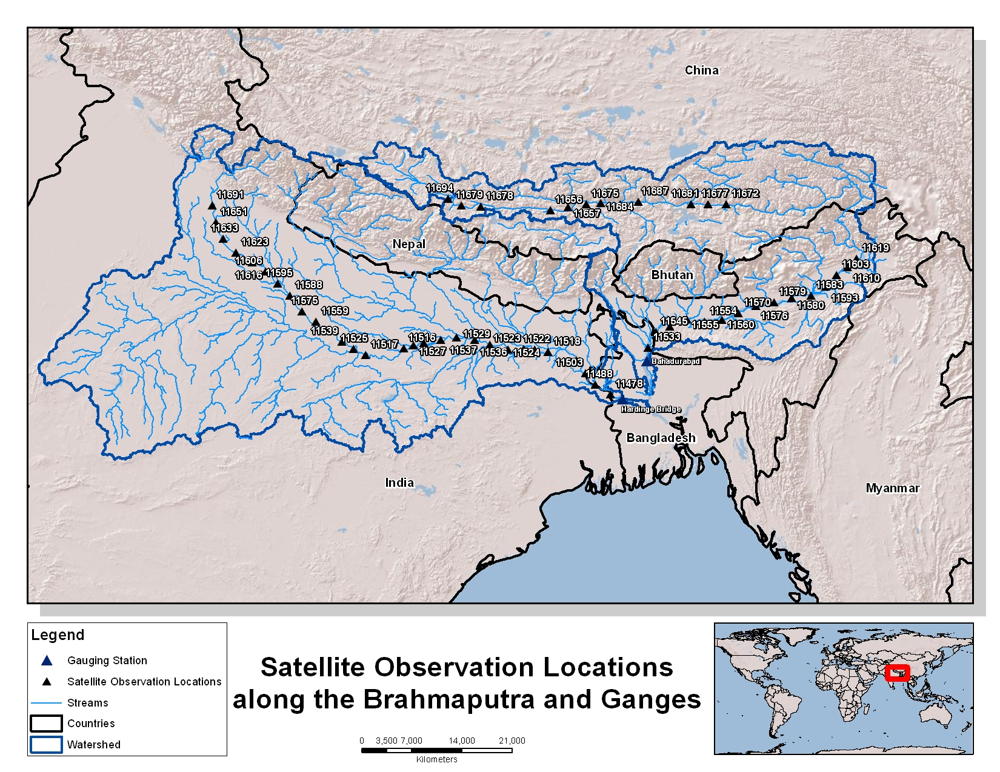 China
11691
11694
11679
11678
11656
11675
11687
11681
11677
11672
11651
11657
11684
11633
11623
Nepal
11619
11606
11603
11616
11595
Bhutan
11610
11588
11583
11575
11579
11593
11570
11580
11559
11554
11576
11539
11545
11555
11560
11525
11517
11516
11529
11523
11522
11518
11533
11527
11537
11536
11524
11503
Bahadurabad
11488
11478
Hardinge Bridge
Bangladesh
India
Myanmar
Legend
Gauging Station
Satellite Observation Locations
Streams
Countries
Watershed
Satellite Observation Locations
along the Brahmaputra and Ganges
0 3,500 7,000 14,000 21,000
Kilometers